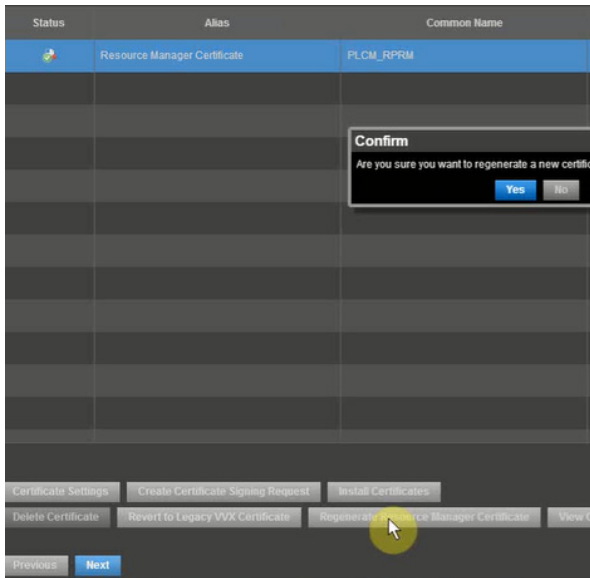 Status Alias Common Name
Resource Manager Certificate PLCM_RPRM
Confirm
Are you sure you want to regenerate a new certific
Yes No
Certificate Settings Create Certificate Signing Request Install Certificates
Delete Certificate Revert to Legacy VVX Certificate Regenerate Resource Manager Certificate View
Previous Next